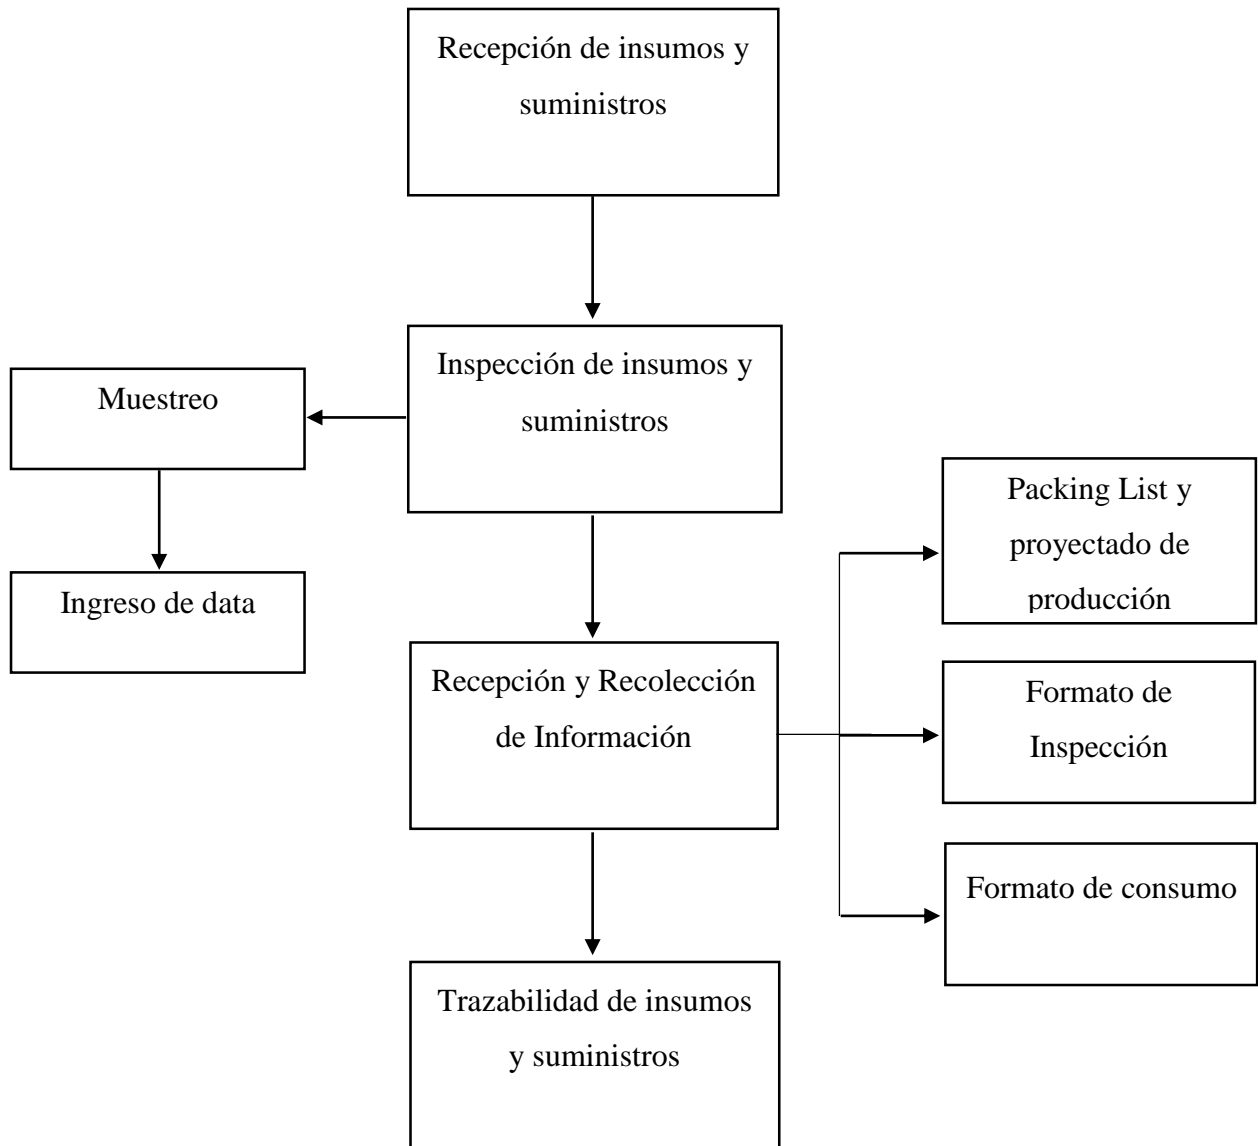 Recepción de insumos y
suministros
Inspección de insumos y
suministros
Muestreo
Ingreso de data
Packing List y
proyectado de
producción
Recepción y Recolección
de Información
Formato de
Inspección
Formato de consumo
Trazabilidad de insumos
y suministros